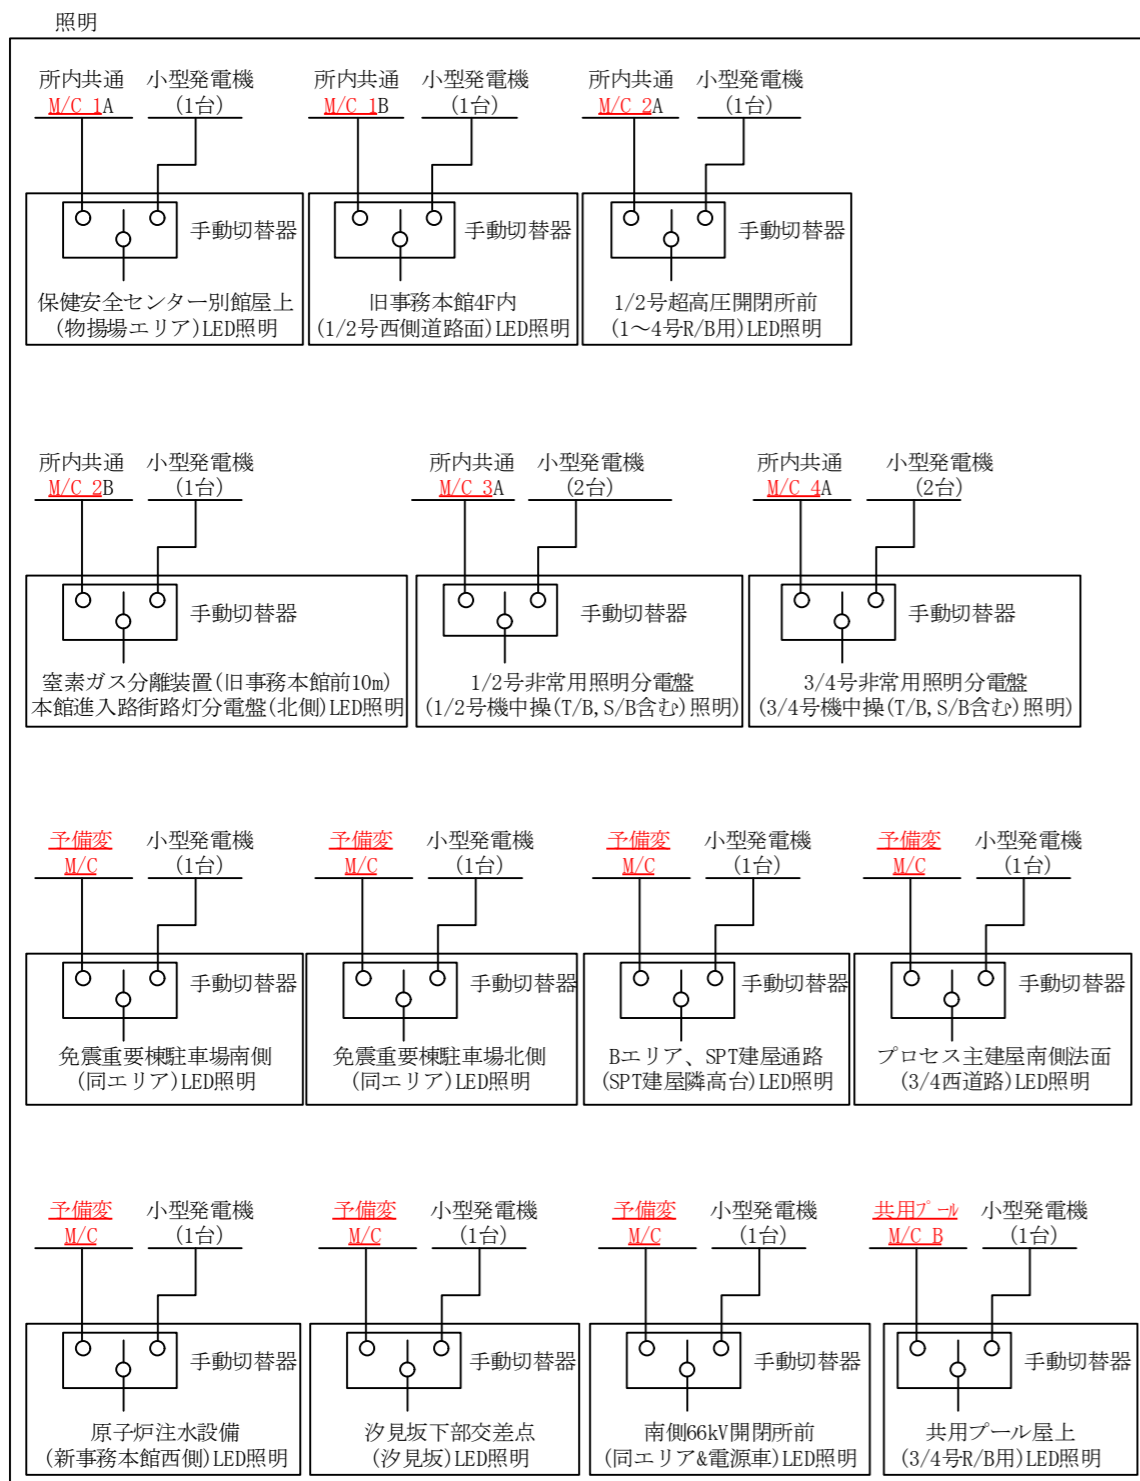 照明
所内共通 小型発電機
M/C 1A (1台)
手動切替器
保健安全センター別館屋上
(物揚場エリア)LED照明
所内共通 小型発電機
M/C 1B (1台)
手動切替器
旧事務本館4F内
(1/2号西側道路面)LED照明
所内共通 小型発電機
M/C 2A (1台)
手動切替器
1/2号超高圧開閉所前
(1～4号R/B用)LED照明
所内共通 小型発電機
M/C 2B (1台)
手動切替器
窒素ガス分離装置(旧事務本館前10m)
本館進入路街路灯分電盤(北側)LED照明
所内共通 小型発電機
M/C 3A (2台)
手動切替器
1/2号非常用照明分電盤
(1/2号機中操(T/B,S/B含む)照明)
所内共通 小型発電機
M/C 4A (2台)
手動切替器
3/4号非常用照明分電盤
(3/4号機中操(T/B,S/B含む)照明)
予備変 小型発電機
M/C (1台)
手動切替器
免震重要棟駐車場南側
(同エリア)LED照明
予備変 小型発電機
M/C (1台)
手動切替器
免震重要棟駐車場北側
(同エリア)LED照明
予備変 小型発電機
M/C (1台)
手動切替器
Bエリア、SPT建屋通路
(SPT建屋隣高台)LED照明
予備変 小型発電機
M/C (1台)
手動切替器
プロセス主建屋南側法面
(3/4西道路)LED照明
予備変 小型発電機
M/C (1台)
手動切替器
原子炉注水設備
(新事務本館西側)LED照明
予備変 小型発電機
M/C (1台)
手動切替器
汐見坂下部交差点
(汐見坂)LED照明
予備変 小型発電機
M/C (1台)
手動切替器
南側66kV開閉所前
(同エリア&電源車)LED照明
共用ﾌﾟｰﾙ 小型発電機
M/C B (1台)
手動切替器
共用プール屋上
(3/4号R/B用)LED照明